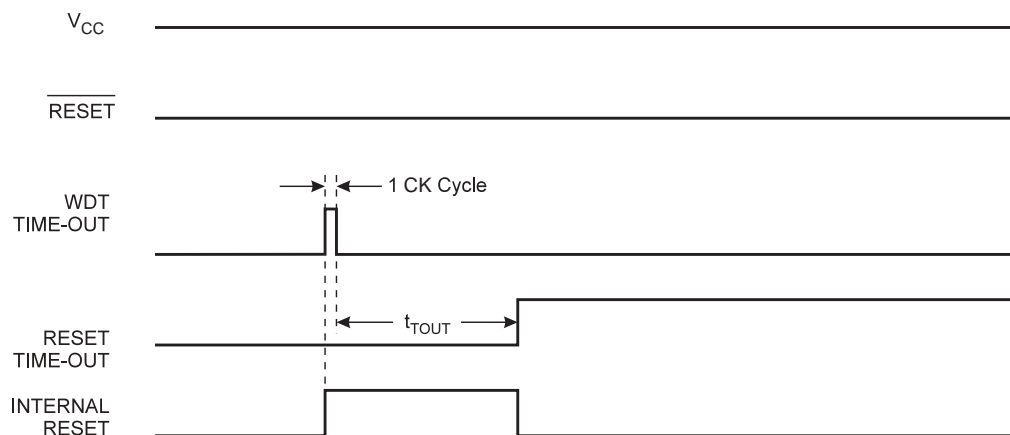 VCC
RESET
WDT
TIME-OUT
1 CK Cycle
RESET
TIME-OUT
tTOUT
INTERNAL
RESET